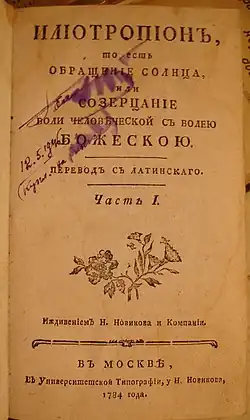 ИЛІОТРОПІОНЪ,
то есть
ОБРАЩЕНІЕ СОЛНЦА,
или
СОЗЕРЦАНІЕ
ВОЛИ ЧЕЛОВѢЧЕСКОЙ СЪ ВОЛЕЮ
БОЖЕСКОЮ.
ПЕРЕВОДЪ СЪ ЛАТИНСКАГО.
Часть I.
Иждивеніемъ Н. Новикова и Компаніи.
ВЪ МОСКВѢ,
Въ Университетской Типографіи, у Н. Новикова,
1784 года.